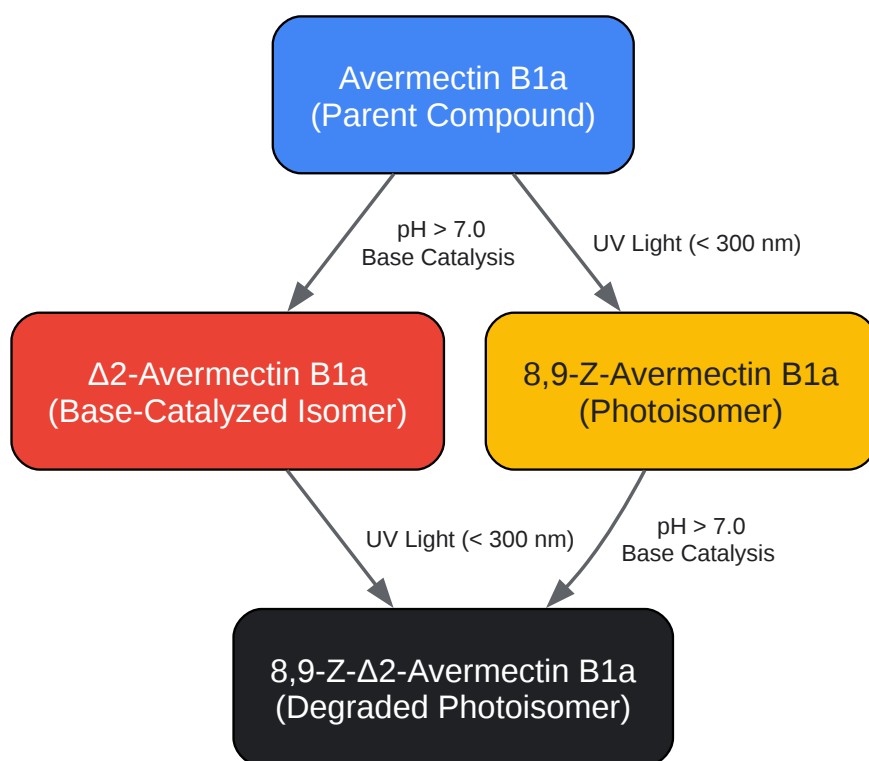 Avermectin B1a
(Parent Compound)
pH > 7.0
Base Catalysis
UV Light (< 300 nm)
Δ2-Avermectin B1a
(Base-Catalyzed Isomer)
8,9-Z-Avermectin B1a
(Photoisomer)
UV Light (< 300 nm)
pH > 7.0
Base Catalysis
8,9-Z-Δ2-Avermectin B1a
(Degraded Photoisomer)